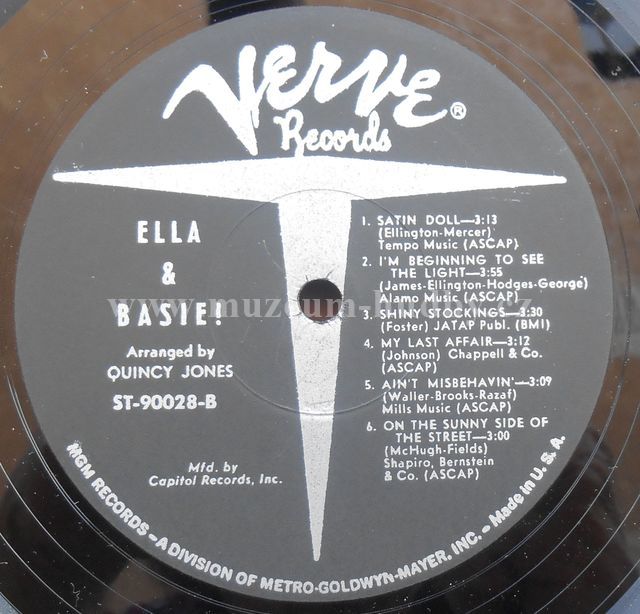 Verve ®
Records
ELLA
&
BASIE!
Arranged by
QUINCY JONES
ST-90028-B
Mfd. by
Capitol Records, Inc.
1. SATIN DOLL—3:13
(Ellington-Mercer)
Tempo Music (ASCAP)
2. I'M BEGINNING TO SEE
THE LIGHT—3:55
(James-Ellington-Hodges-George)
Alamo Music (ASCAP)
3. SHINY STOCKINGS—3:30
(Foster) JATAP Publ. (BMI)
4. MY LAST AFFAIR—3:12
(Johnson) Chappell & Co.
(ASCAP)
5. AIN'T MISBEHAVIN'—3:09
(Waller-Brooks-Razaf)
Mills Music (ASCAP)
6. ON THE SUNNY SIDE OF
THE STREET—3:00
(McHugh-Fields)
Shapiro, Bernstein
& Co. (ASCAP)
MGM RECORDS – A DIVISION OF METRO-GOLDWYN-MAYER, INC. – Made in U. S. A.